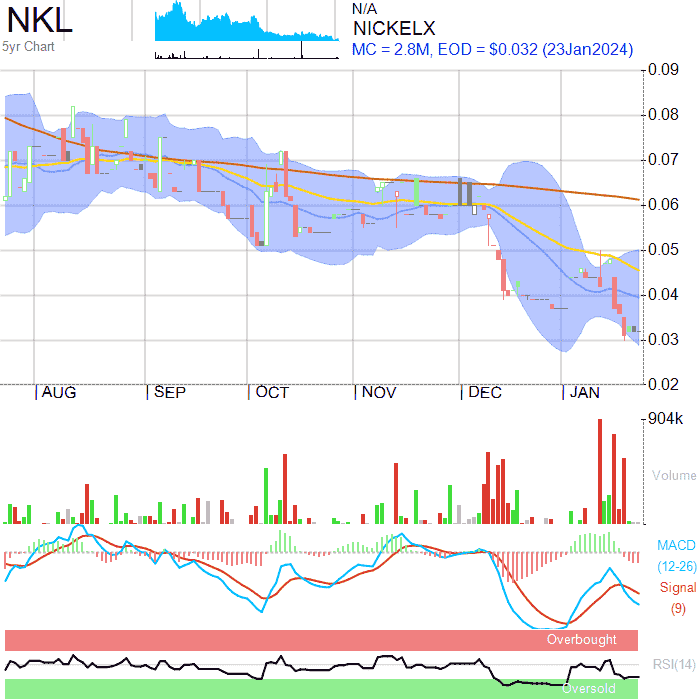 NKL
N/A
NICKELX
5yr Chart
MC = 2.8M, EOD = $0.032 (23Jan2024)
0.09
0.08
0.07
0.06
0.05
0.04
0.03
0.02
AUG SEP OCT NOV DEC JAN
904k
Volume
MACD
(12-26)
Signal
(9)
Overbought
RSI(14)
Oversold